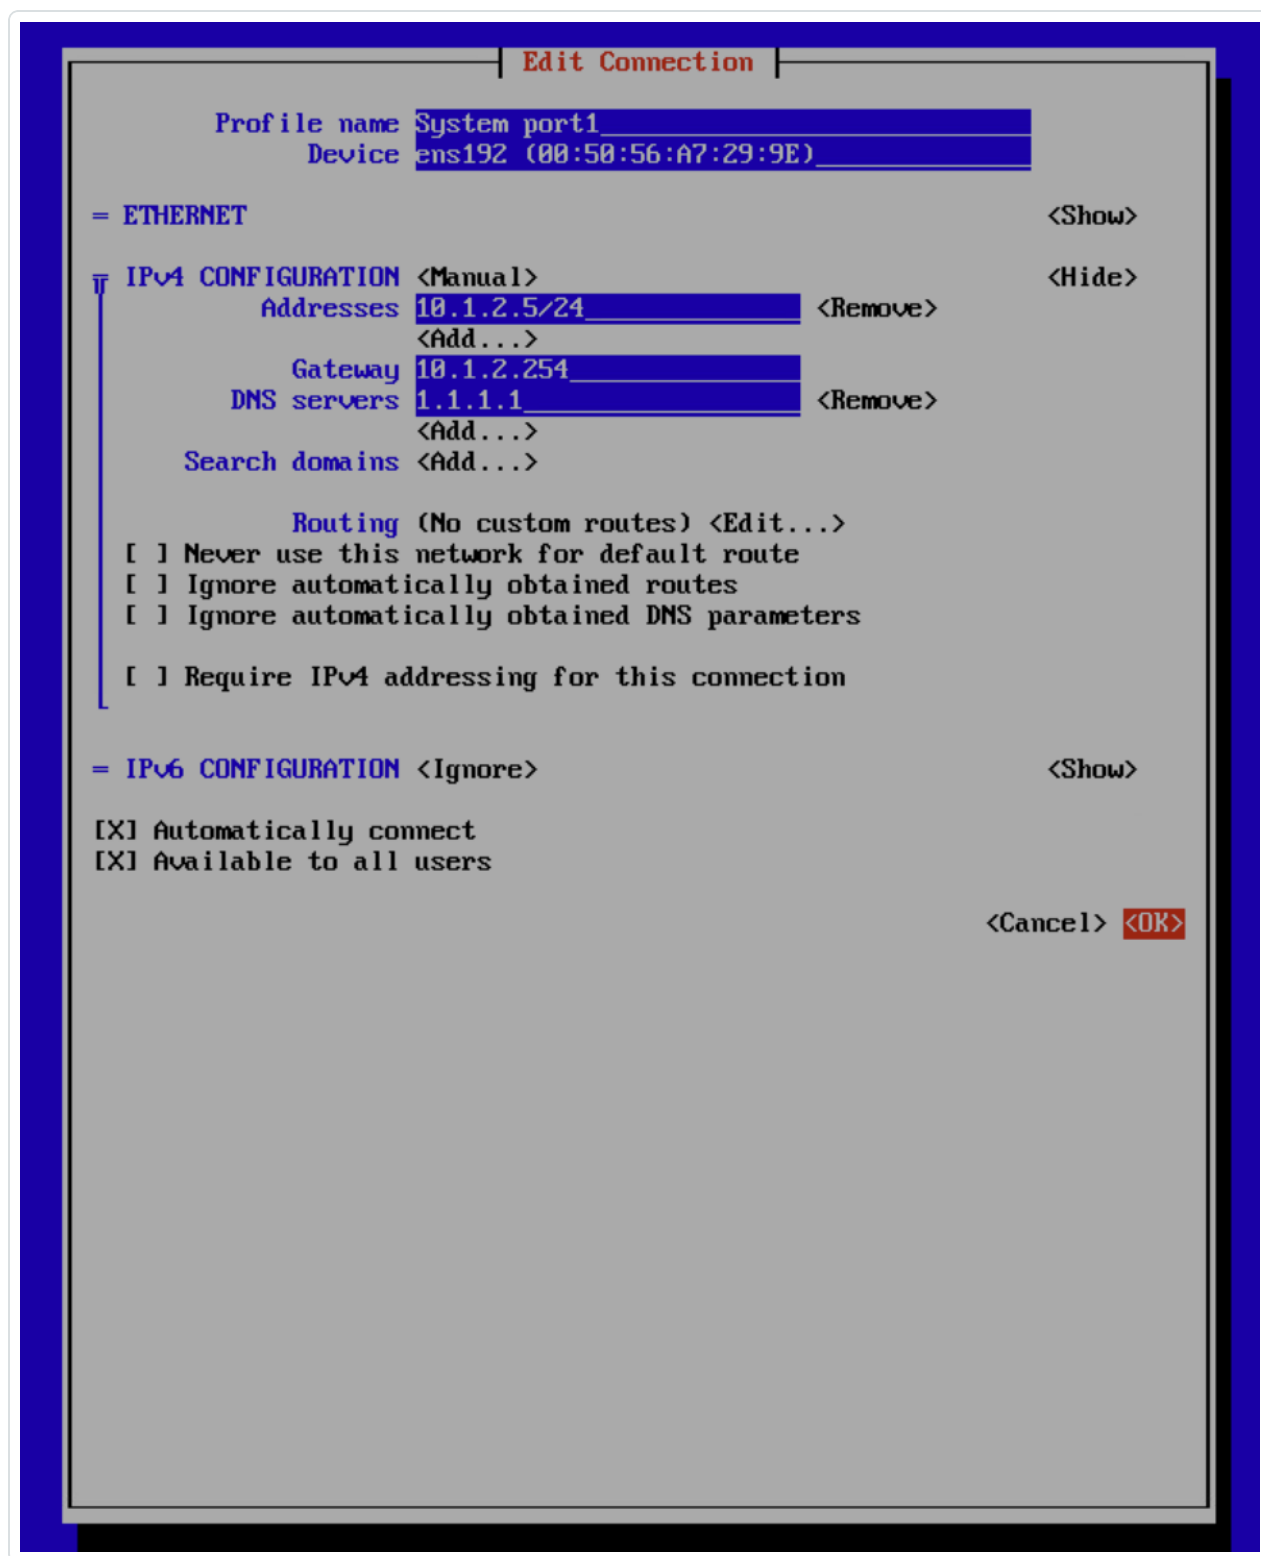 Edit Connection
Profile name System port1
Device ens192 (00:50:56:A7:29:9E)
= ETHERNET <Show>
IPv4 CONFIGURATION <Manual> <Hide>
Addresses 10.1.2.5/24 <Remove>
<Add...>
Gateway 10.1.2.254
DNS servers 1.1.1.1 <Remove>
<Add...>
Search domains <Add...>
Routing (No custom routes) <Edit...>
[ ] Never use this network for default route
[ ] Ignore automatically obtained routes
[ ] Ignore automatically obtained DNS parameters
[ ] Require IPv4 addressing for this connection
= IPv6 CONFIGURATION <Ignore> <Show>
[X] Automatically connect
[X] Available to all users
<Cancel> <OK>